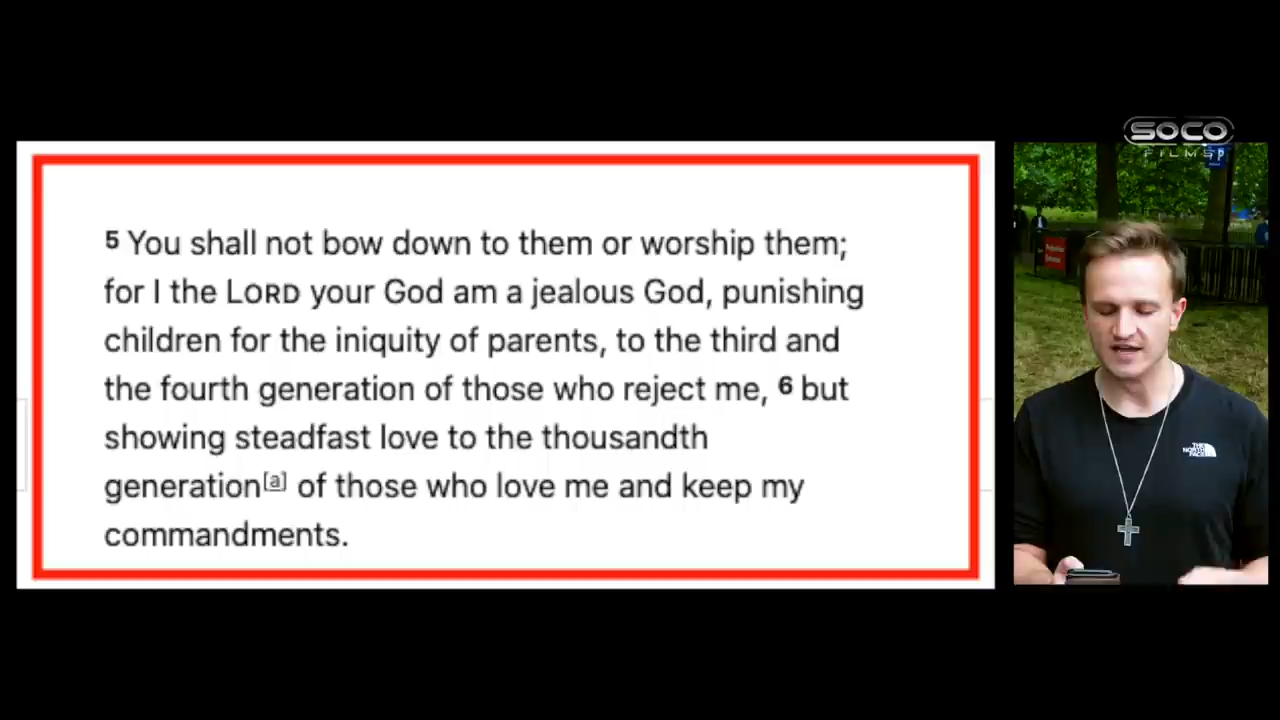 5 You shall not bow down to them or worship them;
for I the LORD your God am a jealous God, punishing
children for the iniquity of parents, to the third and
the fourth generation of those who reject me, 6 but
showing steadfast love to the thousandth
generation[a] of those who love me and keep my
commandments.
SOCO
FILMS
THE
NORTH
FACE